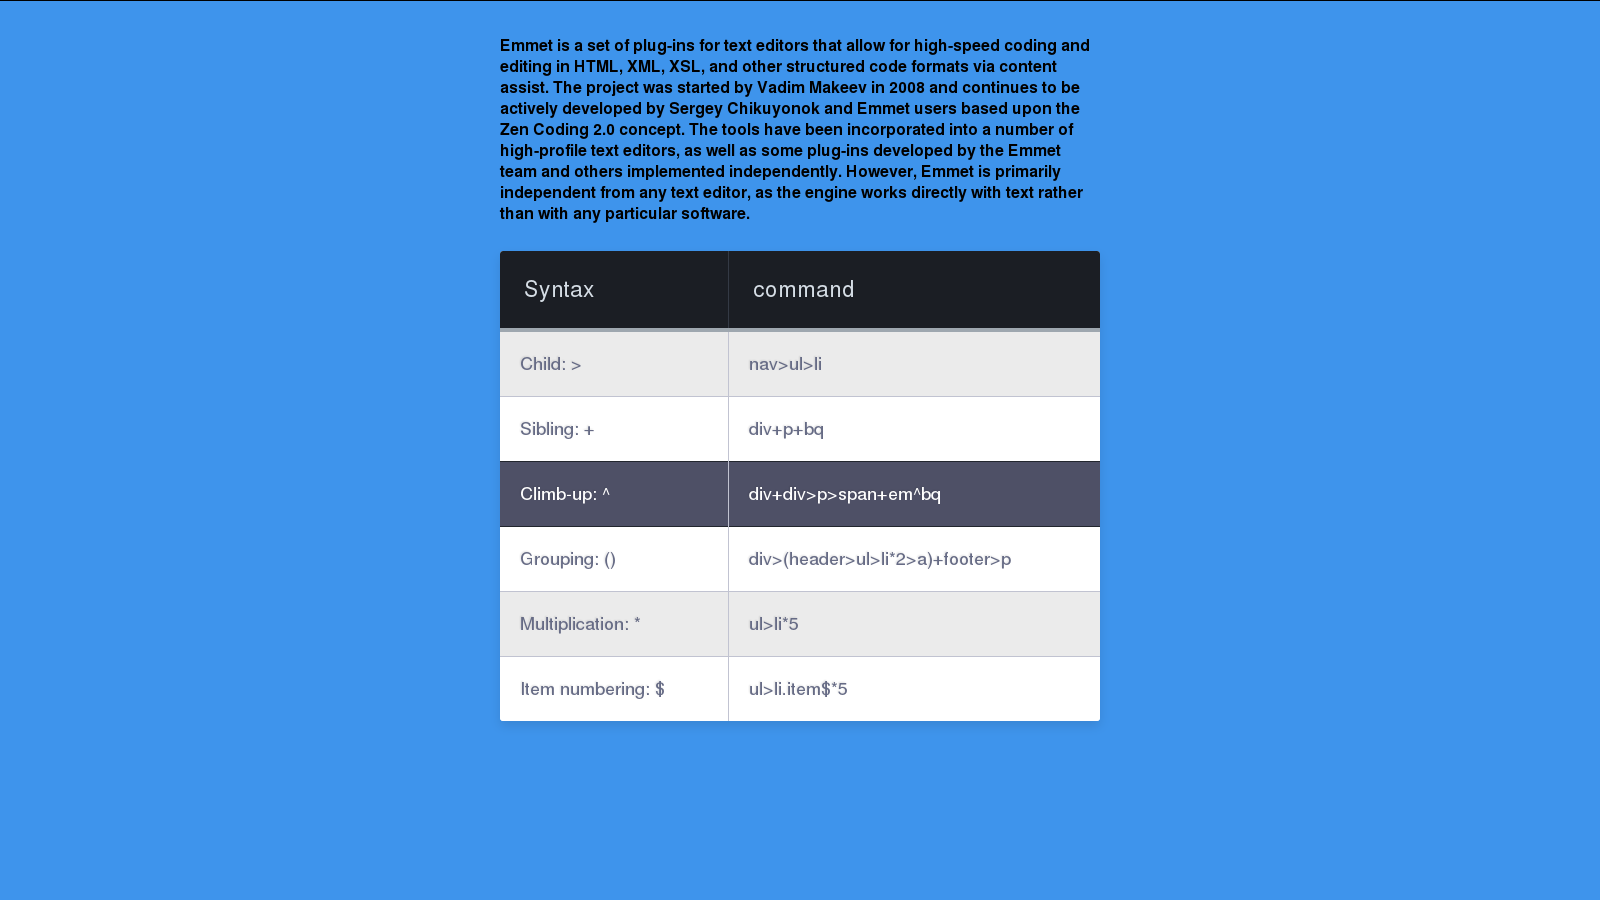 Emmet is a set of plug-ins for text editors that allow for high-speed coding and
editing in HTML, XML, XSL, and other structured code formats via content
assist. The project was started by Vadim Makeev in 2008 and continues to be
actively developed by Sergey Chikuyonok and Emmet users based upon the
Zen Coding 2.0 concept. The tools have been incorporated into a number of
high-profile text editors, as well as some plug-ins developed by the Emmet
team and others implemented independently. However, Emmet is primarily
independent from any text editor, as the engine works directly with text rather
than with any particular software.
Syntax command
Child: > nav>ul>li
Sibling: + div+p+bq
Climb-up: ^ div+div>p>span+em^bq
Grouping: () div>(header>ul>li*2>a)+footer>p
Multiplication: * ul>li*5
Item numbering: $ ul>li.item$*5